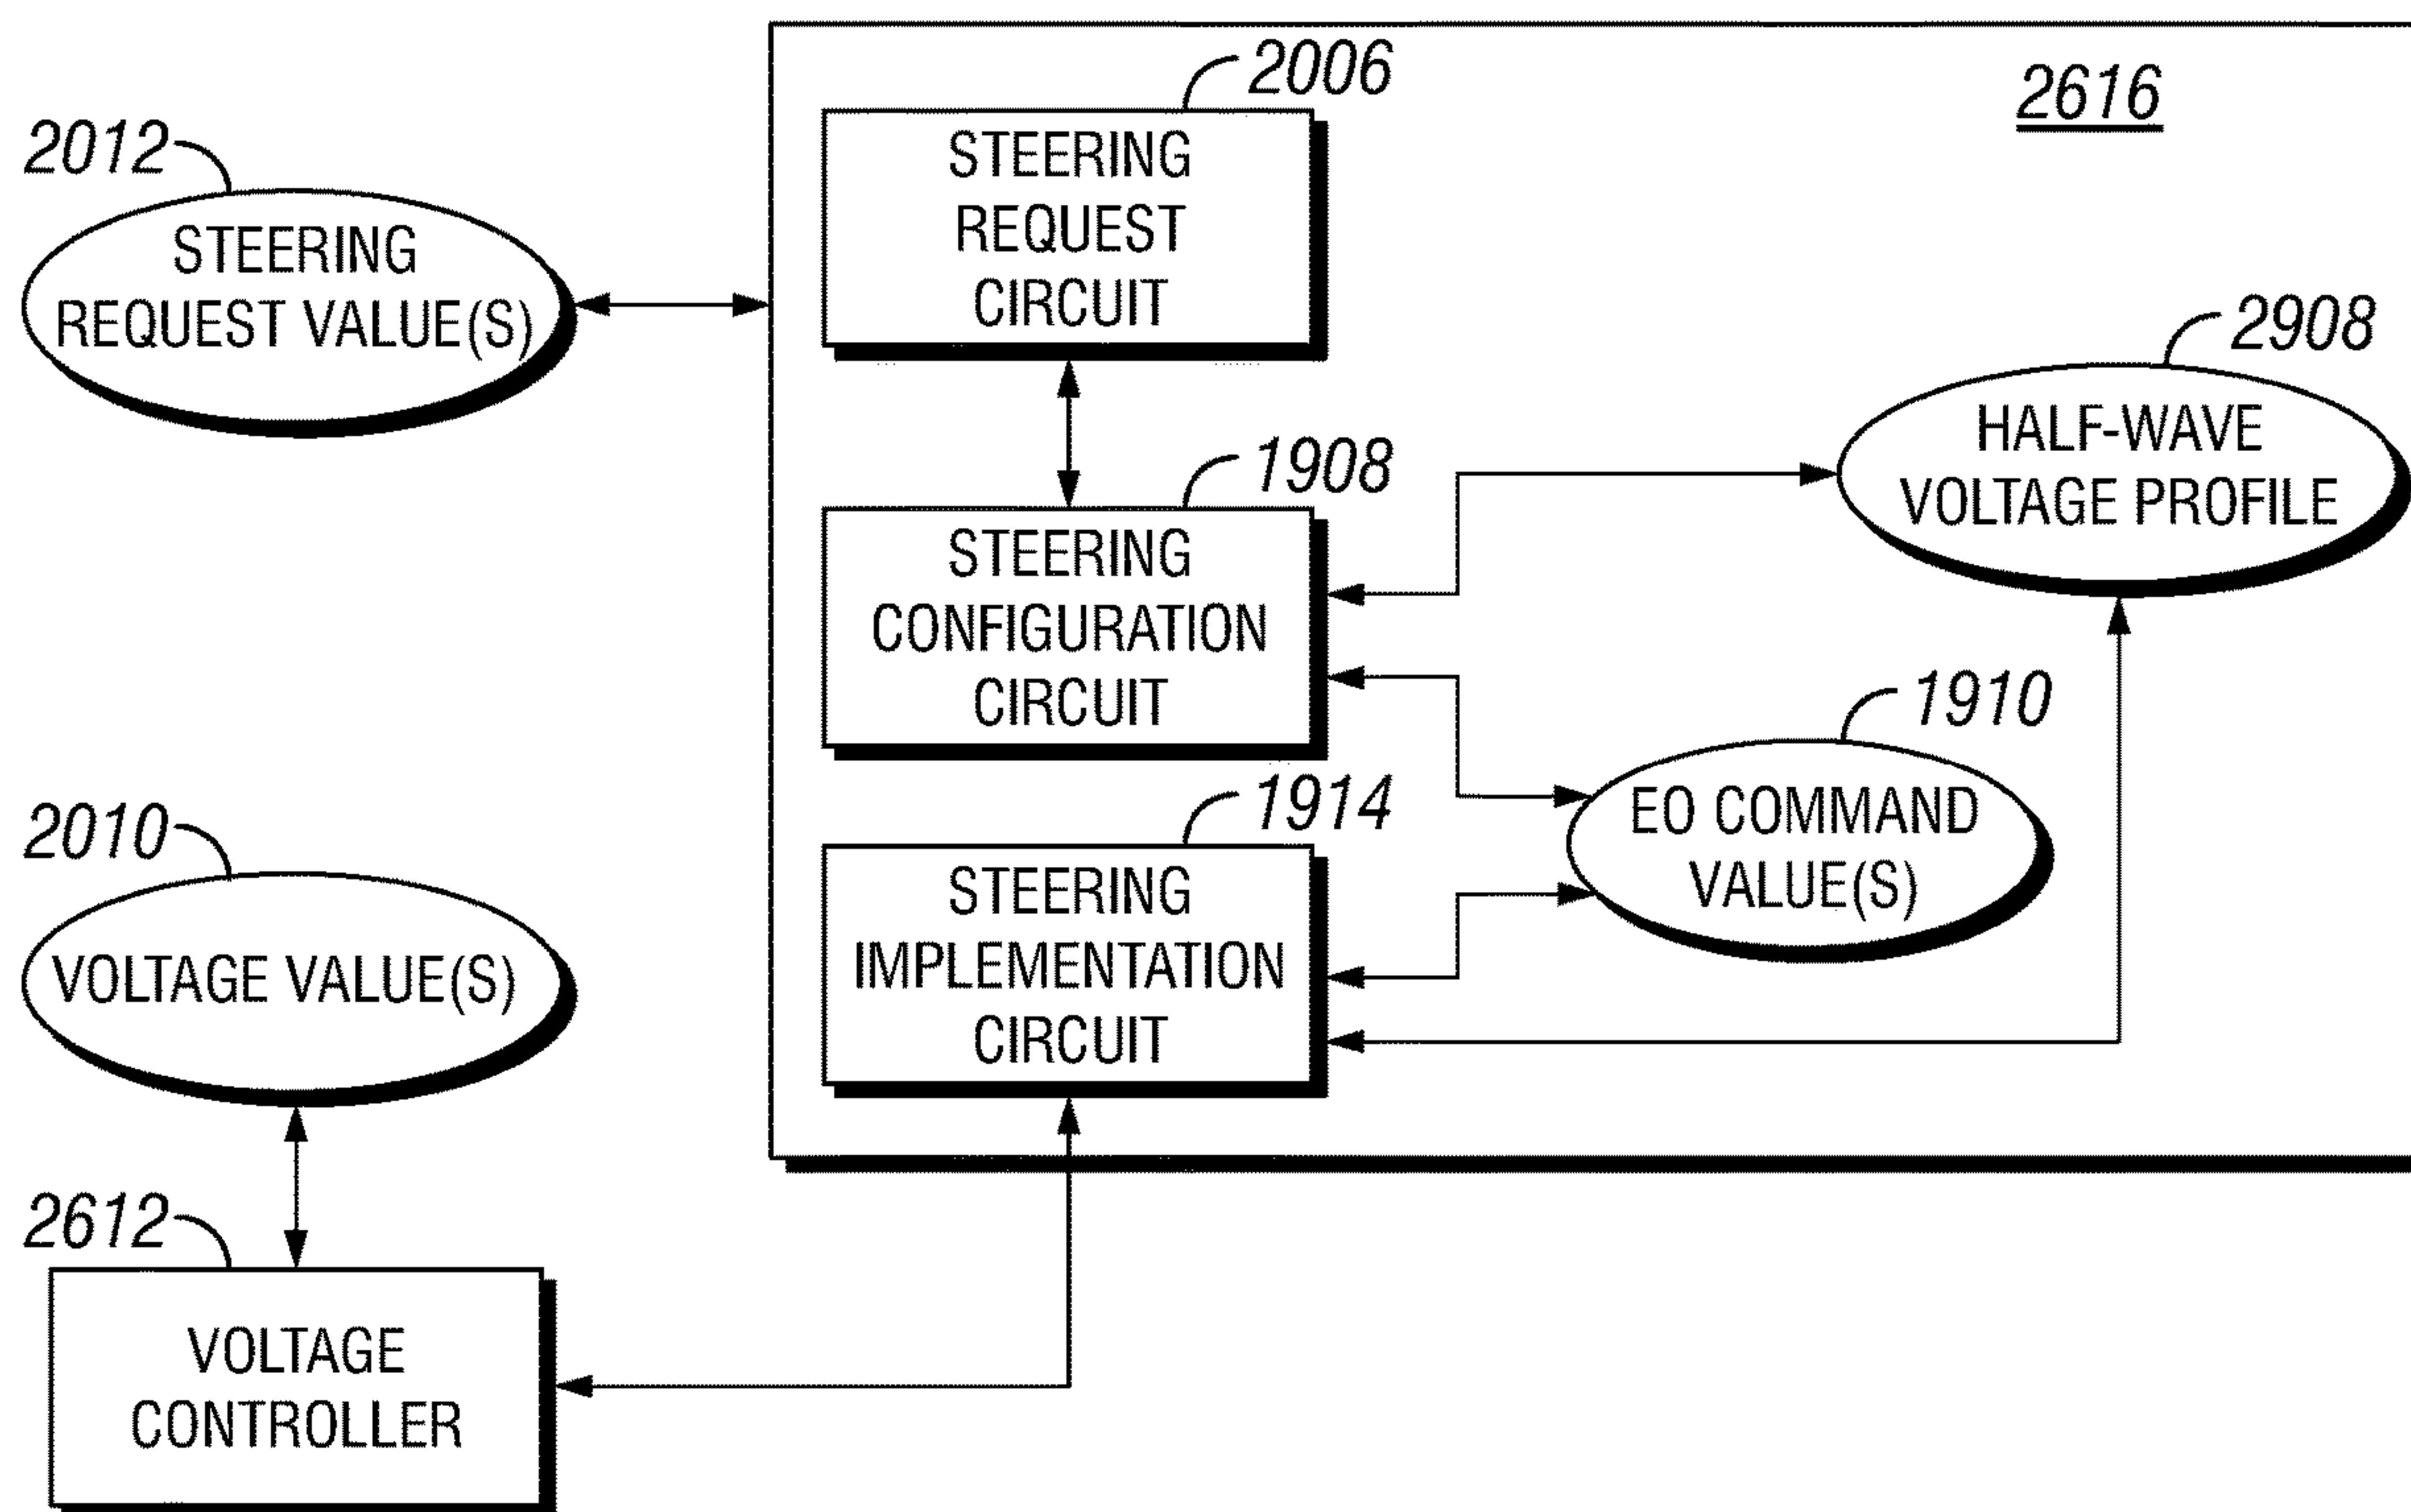 2616
2006
STEERING
REQUEST
CIRCUIT
2012
STEERING
REQUEST VALUE(S)
2908
HALF-WAVE
VOLTAGE PROFILE
1908
STEERING
CONFIGURATION
CIRCUIT
1910
EO COMMAND
VALUE(S)
1914
STEERING
IMPLEMENTATION
CIRCUIT
2010
VOLTAGE VALUE(S)
2612
VOLTAGE
CONTROLLER